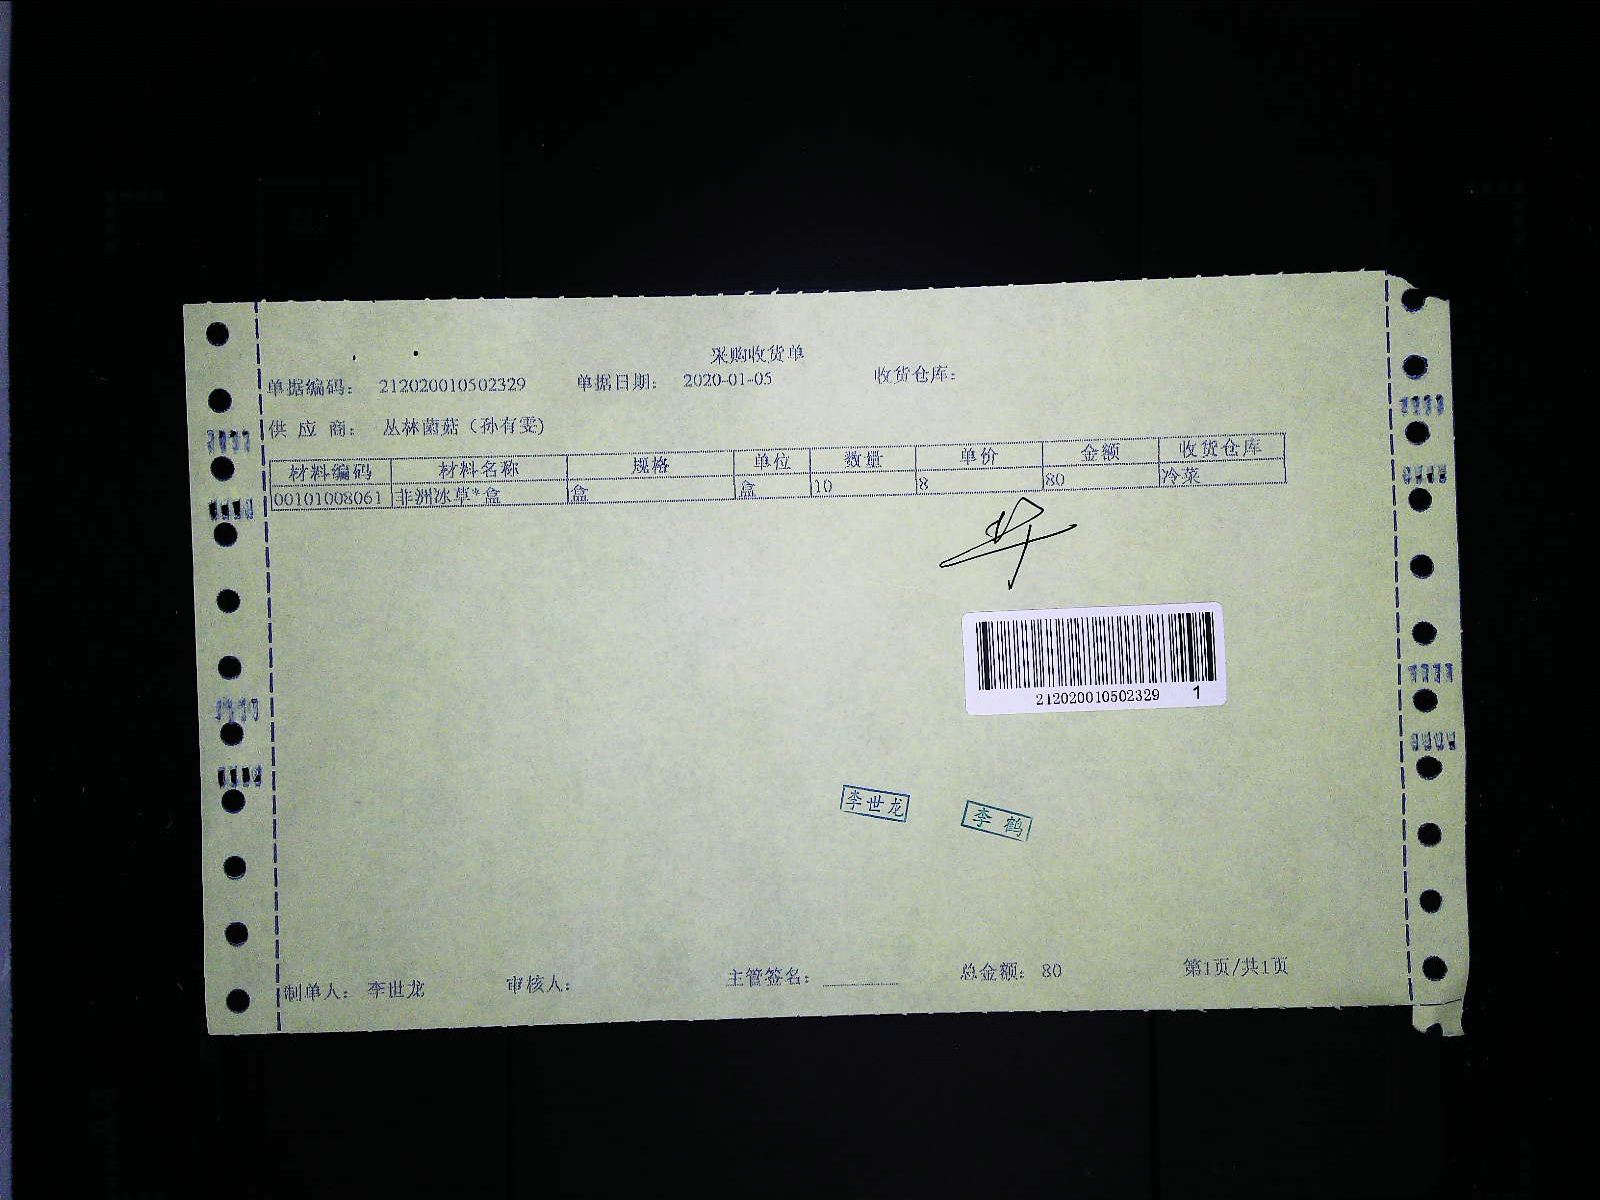 采购收货单
单据编码： 212020010502329 单据日期： 2020-01-05 收货仓库：
供 应 商： 丛林菌菇（孙有雯)
材料编码 材料名称 规格 单位 数量 单价 金额 收货仓库
00101008061 非洲冰草*盒 盒 盒 10 8 80 冷菜
212020010502329 1
李世龙 李鹤
制单人： 李世龙 审核人： 主管签名： 总金额： 80 第1页/共1页